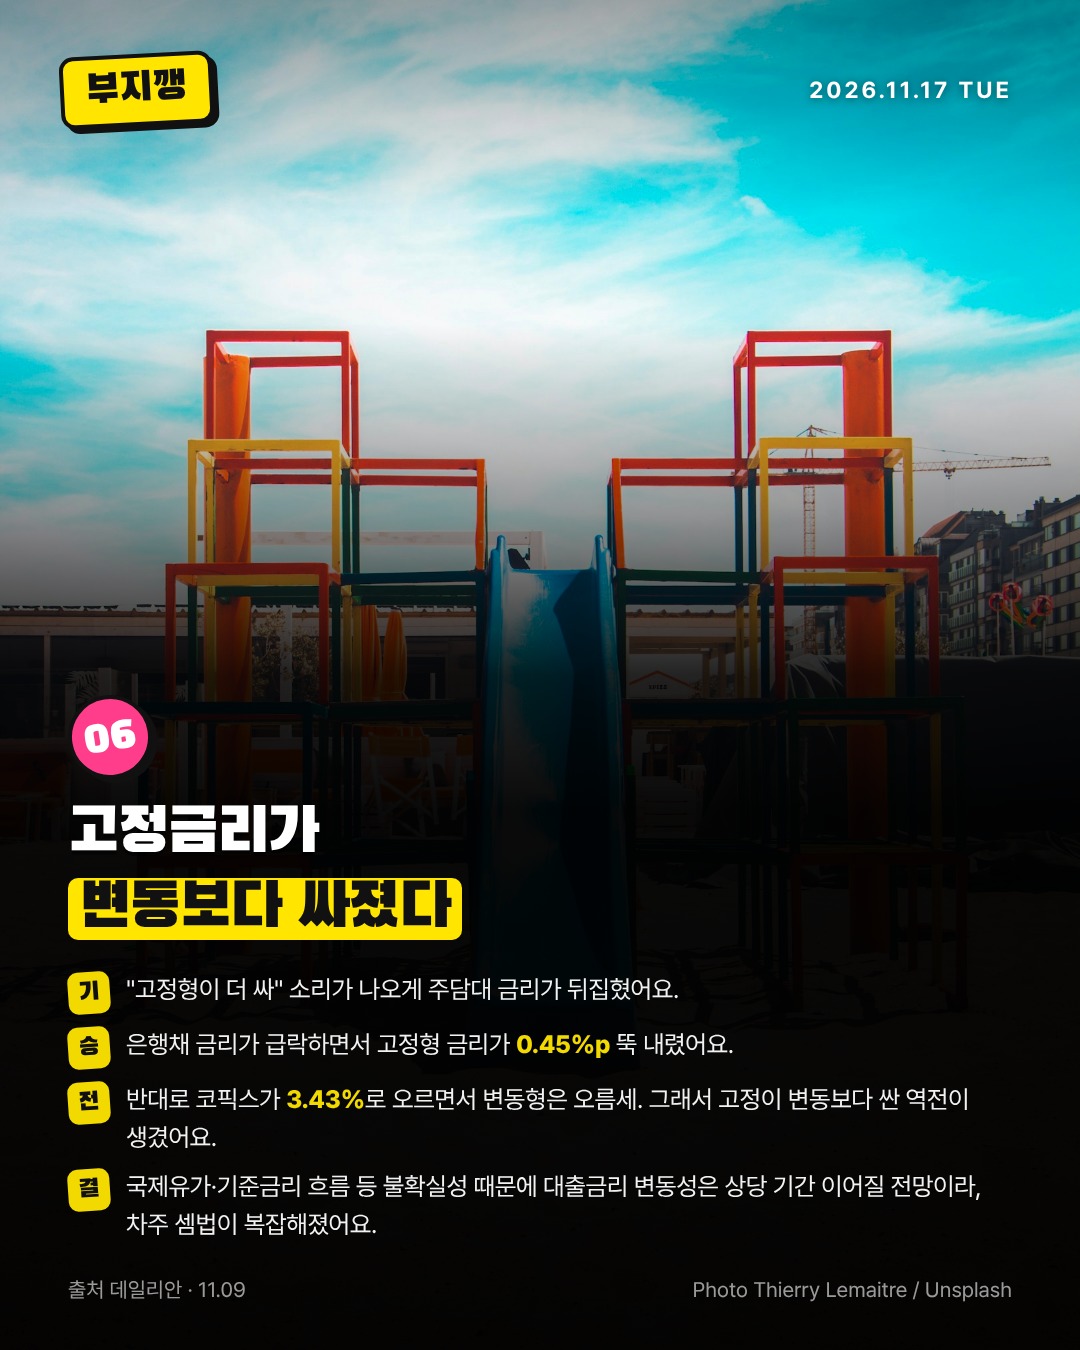 부지깽
2026.11.17 TUE
06
고정금리가
변동보다 싸졌다
기 "고정형이 더 싸" 소리가 나오게 주담대 금리가 뒤집혔어요.
승 은행채 금리가 급락하면서 고정형 금리가 0.45%p 뚝 내렸어요.
전 반대로 코픽스가 3.43%로 오르면서 변동형은 오름세. 그래서 고정이 변동보다 싼 역전이
생겼어요.
결 국제유가·기준금리 흐름 등 불확실성 때문에 대출금리 변동성은 상당 기간 이어질 전망이라,
차주 셈법이 복잡해졌어요.
출처 데일리안 · 11.09
Photo Thierry Lemaitre / Unsplash